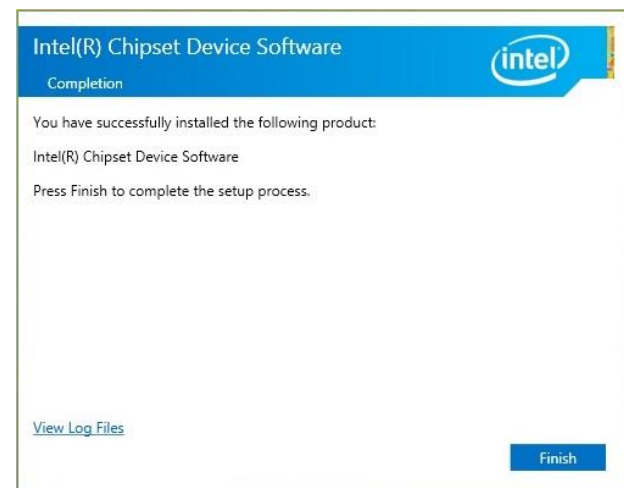 Intel(R) Chipset Device Software
intel
Completion
You have successfully installed the following product:
Intel(R) Chipset Device Software
Press Finish to complete the setup process.
View Log Files
Finish